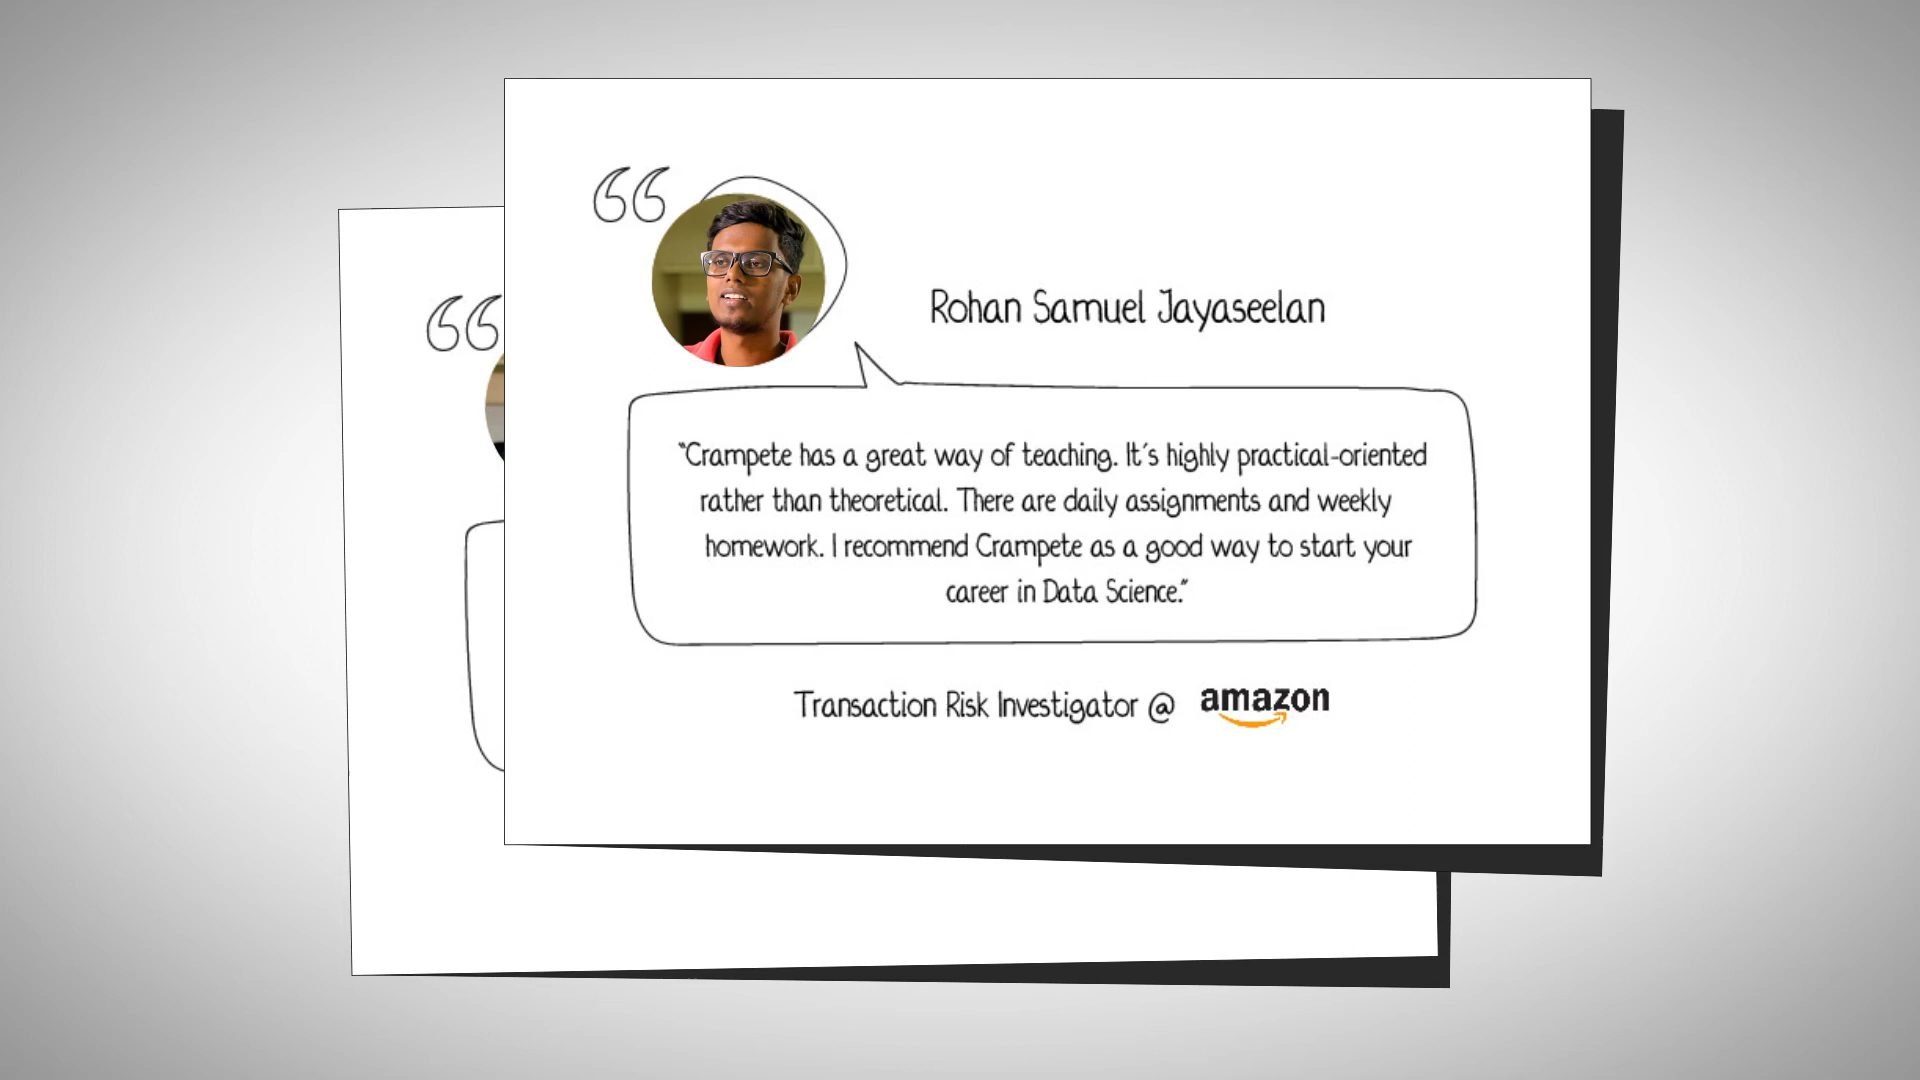 Rohan Samuel Jayaseelan
"Crampete has a great way of teaching. It's highly practical-oriented
rather than theoretical. There are daily assignments and weekly
homework. I recommend Crampete as a good way to start your
career in Data Science."
Transaction Risk Investigator @ amazon